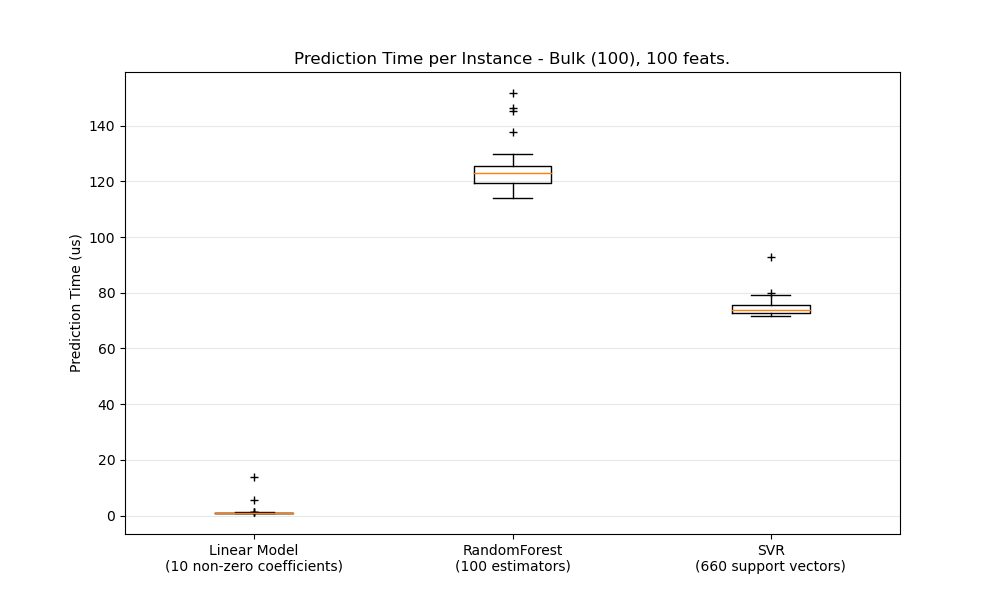 Prediction Time per Instance - Bulk (100), 100 feats.
Prediction Time (us)
140
120
100
80
60
40
20
0
Linear Model
(10 non-zero coefficients)
RandomForest
(100 estimators)
SVR
(660 support vectors)